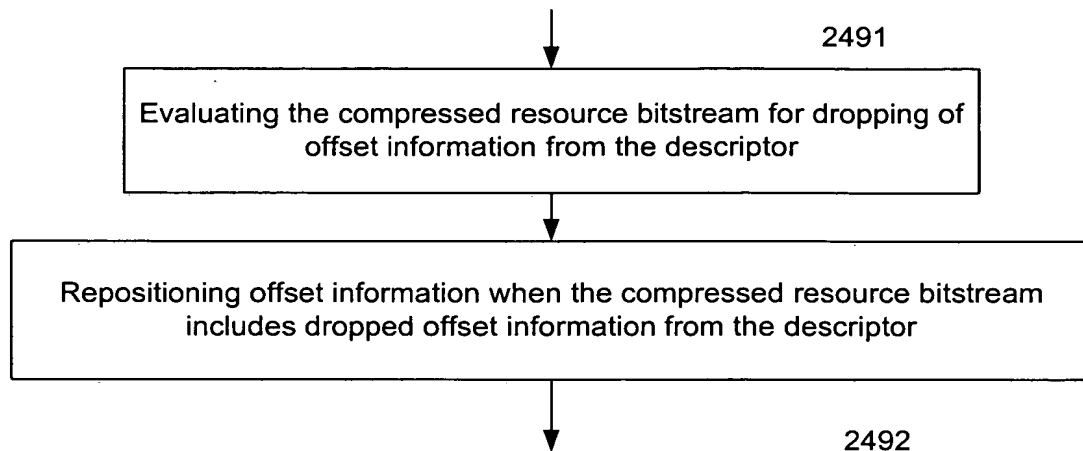 2491
Evaluating the compressed resource bitstream for dropping of
offset information from the descriptor
Repositioning offset information when the compressed resource bitstream
includes dropped offset information from the descriptor
2492